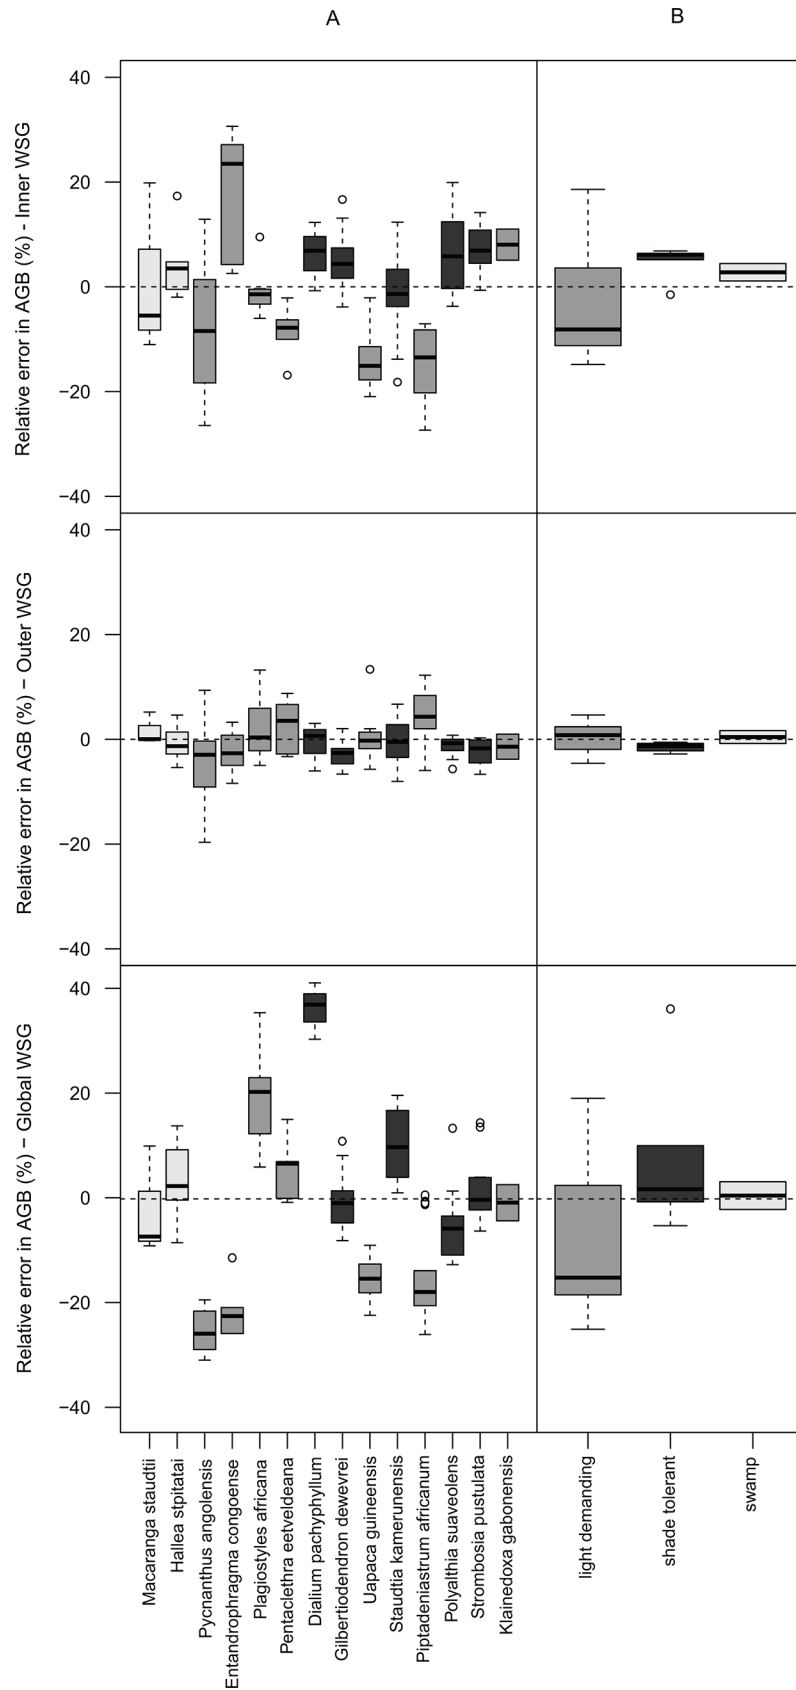 A
B
Relative error in AGB (%) - Inner WSG
40
20
0
−20
−40
Relative error in AGB (%) − Outer WSG
40
20
0
−20
−40
Relative error in AGB (%) − Global WSG
40
20
0
−20
−40
Macaranga staudtii
Hallea stpitatai
Pycnanthus angolensis
Entandrophragma congoense
Plagiostyles africana
Pentaclethra eetveldeana
Dialium pachyphyllum
Gilbertiodendron dewevrei
Uapaca guineensis
Staudtia kamerunensis
Piptadeniastrum africanum
Polyalthia suaveolens
Strombosia pustulata
Klainedoxa gabonensis
light demanding
shade tolerant
swamp